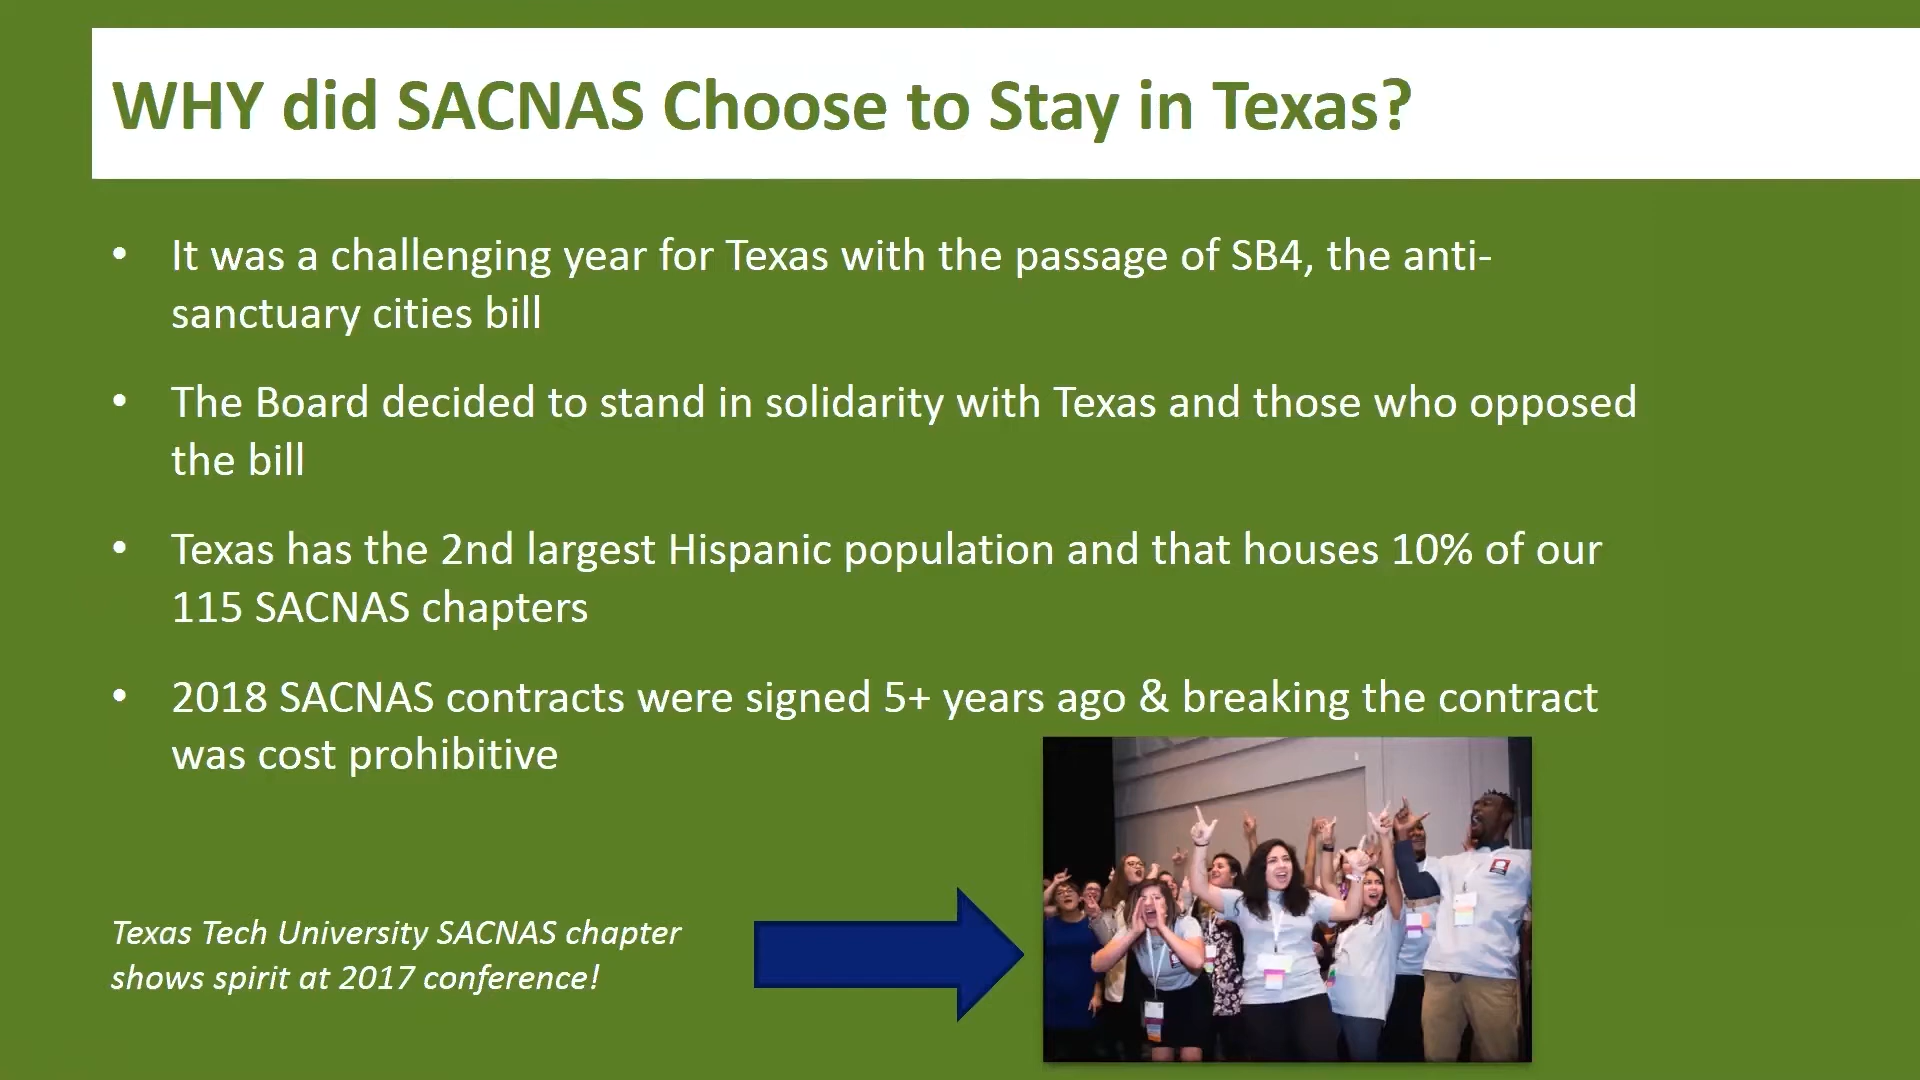 WHY did SACNAS Choose to Stay in Texas?
• It was a challenging year for Texas with the passage of SB4, the anti-
sanctuary cities bill
• The Board decided to stand in solidarity with Texas and those who opposed
the bill
• Texas has the 2nd largest Hispanic population and that houses 10% of our
115 SACNAS chapters
• 2018 SACNAS contracts were signed 5+ years ago & breaking the contract
was cost prohibitive
Texas Tech University SACNAS chapter
shows spirit at 2017 conference!